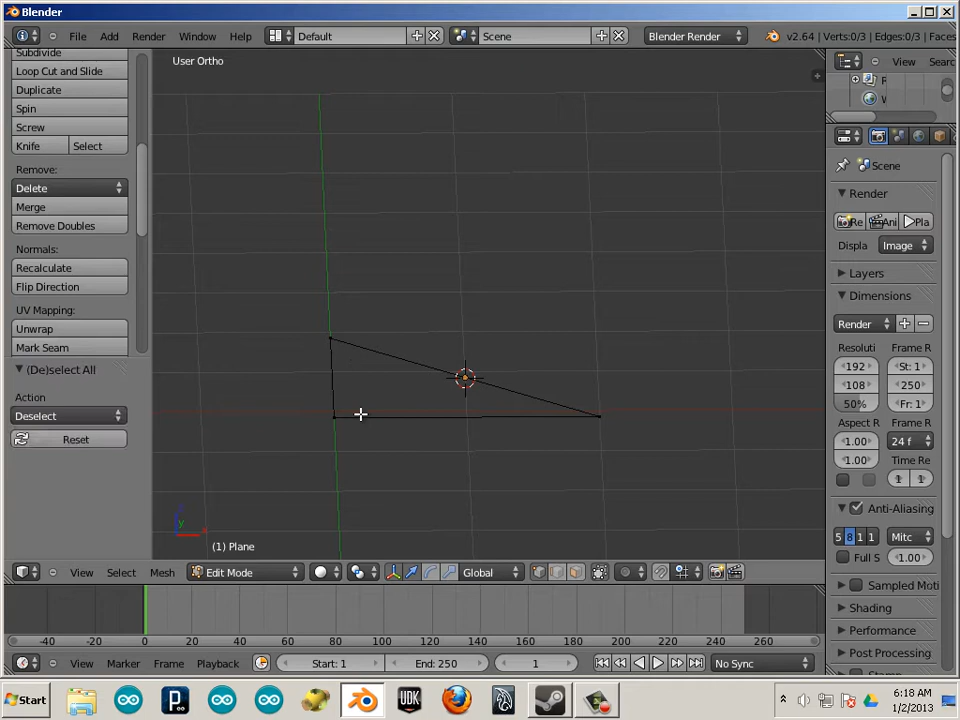 Blender
File Add Render Window Help Default Scene Blender Render v2.64 | Verts:0/3 | Edges:0/3 | Faces
Subdivide
Loop Cut and Slide
Duplicate
Spin
Screw
Knife Select
Remove:
Delete
Merge
Remove Doubles
Normals:
Recalculate
Flip Direction
UV Mapping:
Unwrap
Mark Seam
(De)select All
Action
Deselect
Reset
User Ortho
(1) Plane
View Select Mesh Edit Mode Global
View Searc
Scene
Render
Re Ani Pla
Displa Image
Layers
Dimensions
Render
Resoluti Frame R
192 St: 1
108 250
50% Fr: 1
Aspect R Frame R
1.00 24 f
1.00 Time Re
1 1
Anti-Aliasing
5 8 1 1 Mitc
Full S 1.00
Sampled Moti
Shading
Performance
Post Processing
-40 -20 0 20 40 60 80 100 120 140 160 180 200 220 240 260
View Marker Frame Playback Start: 1 End: 250 1 No Sync
Start UDK 6:18 AM
1/2/2013